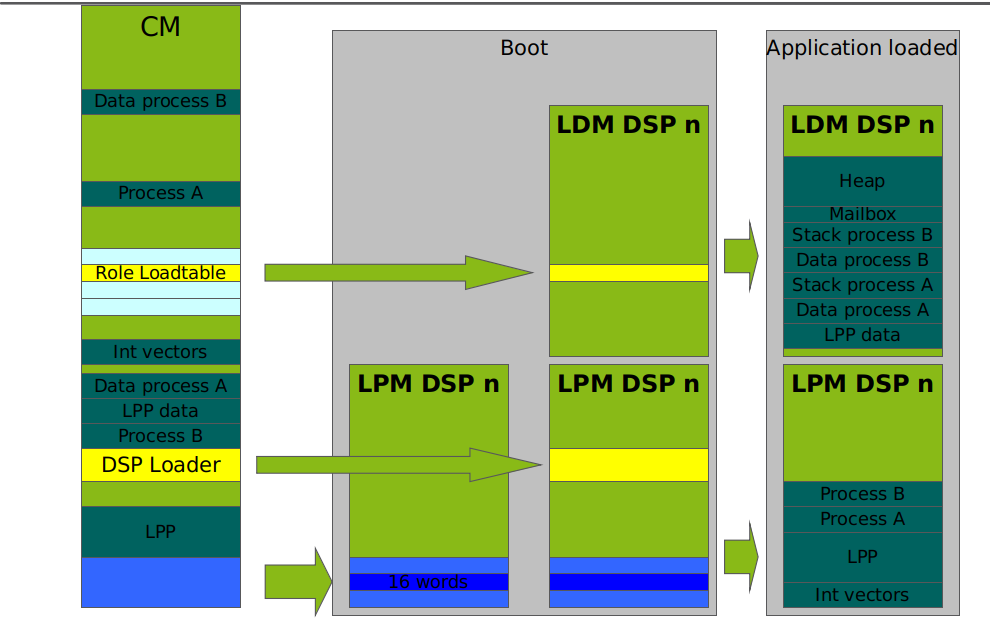 CM
Data process B
Process A
Role Loadtable
Int vectors
Data process A
LPP data
Process B
DSP Loader
LPP
Boot
LDM DSP n
LPM DSP n
16 words
LPM DSP n
Application loaded
LDM DSP n
Heap
Mailbox
Stack process B
Data process B
Stack process A
Data process A
LPP data
LPM DSP n
Process B
Process A
LPP
Int vectors